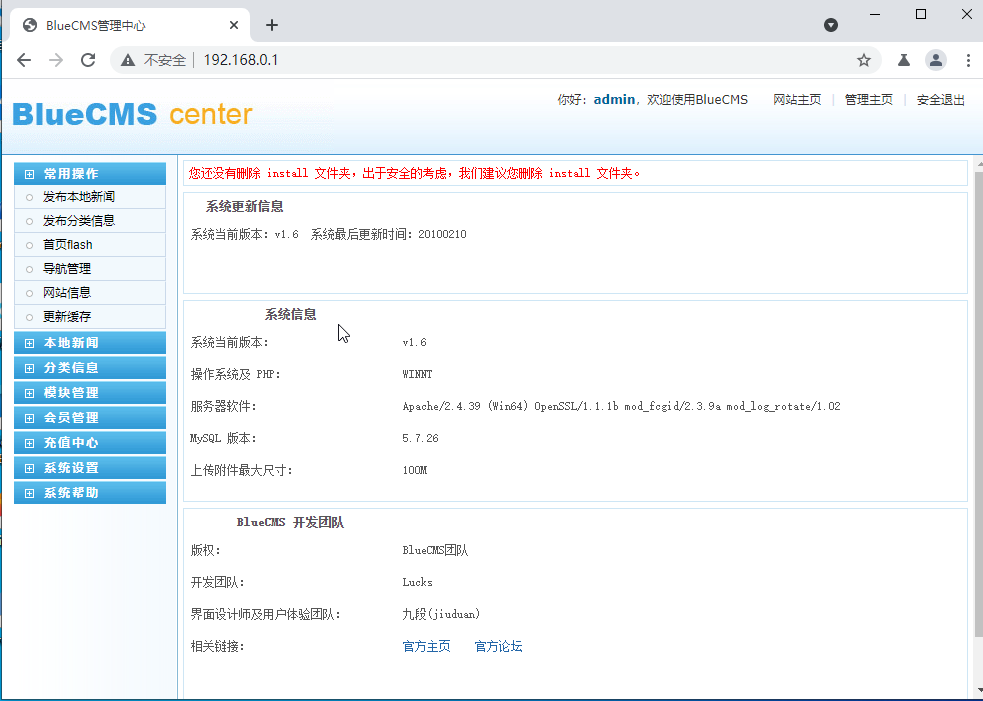 BlueCMS管理中心
不安全 192.168.0.1
BlueCMS center
你好：admin，欢迎使用BlueCMS 网站主页 | 管理主页 | 安全退出
常用操作
发布本地新闻
发布分类信息
首页flash
导航管理
网站信息
更新缓存
本地新闻
分类信息
模块管理
会员管理
充值中心
系统设置
系统帮助
您还没有删除 install 文件夹，出于安全的考虑，我们建议您删除 install 文件夹。
系统更新信息
系统当前版本：v1.6 系统最后更新时间：20100210
系统信息
系统当前版本： v1.6
操作系统及 PHP： WINNT
服务器软件： Apache/2.4.39 (Win64) OpenSSL/1.1.1b mod_fcgid/2.3.9a mod_log_rotate/1.02
MySQL 版本： 5.7.26
上传附件最大尺寸： 100M
BlueCMS 开发团队
版权： BlueCMS团队
开发团队： Lucks
界面设计师及用户体验团队： 九段(jiuduan)
相关链接： 官方主页 官方论坛